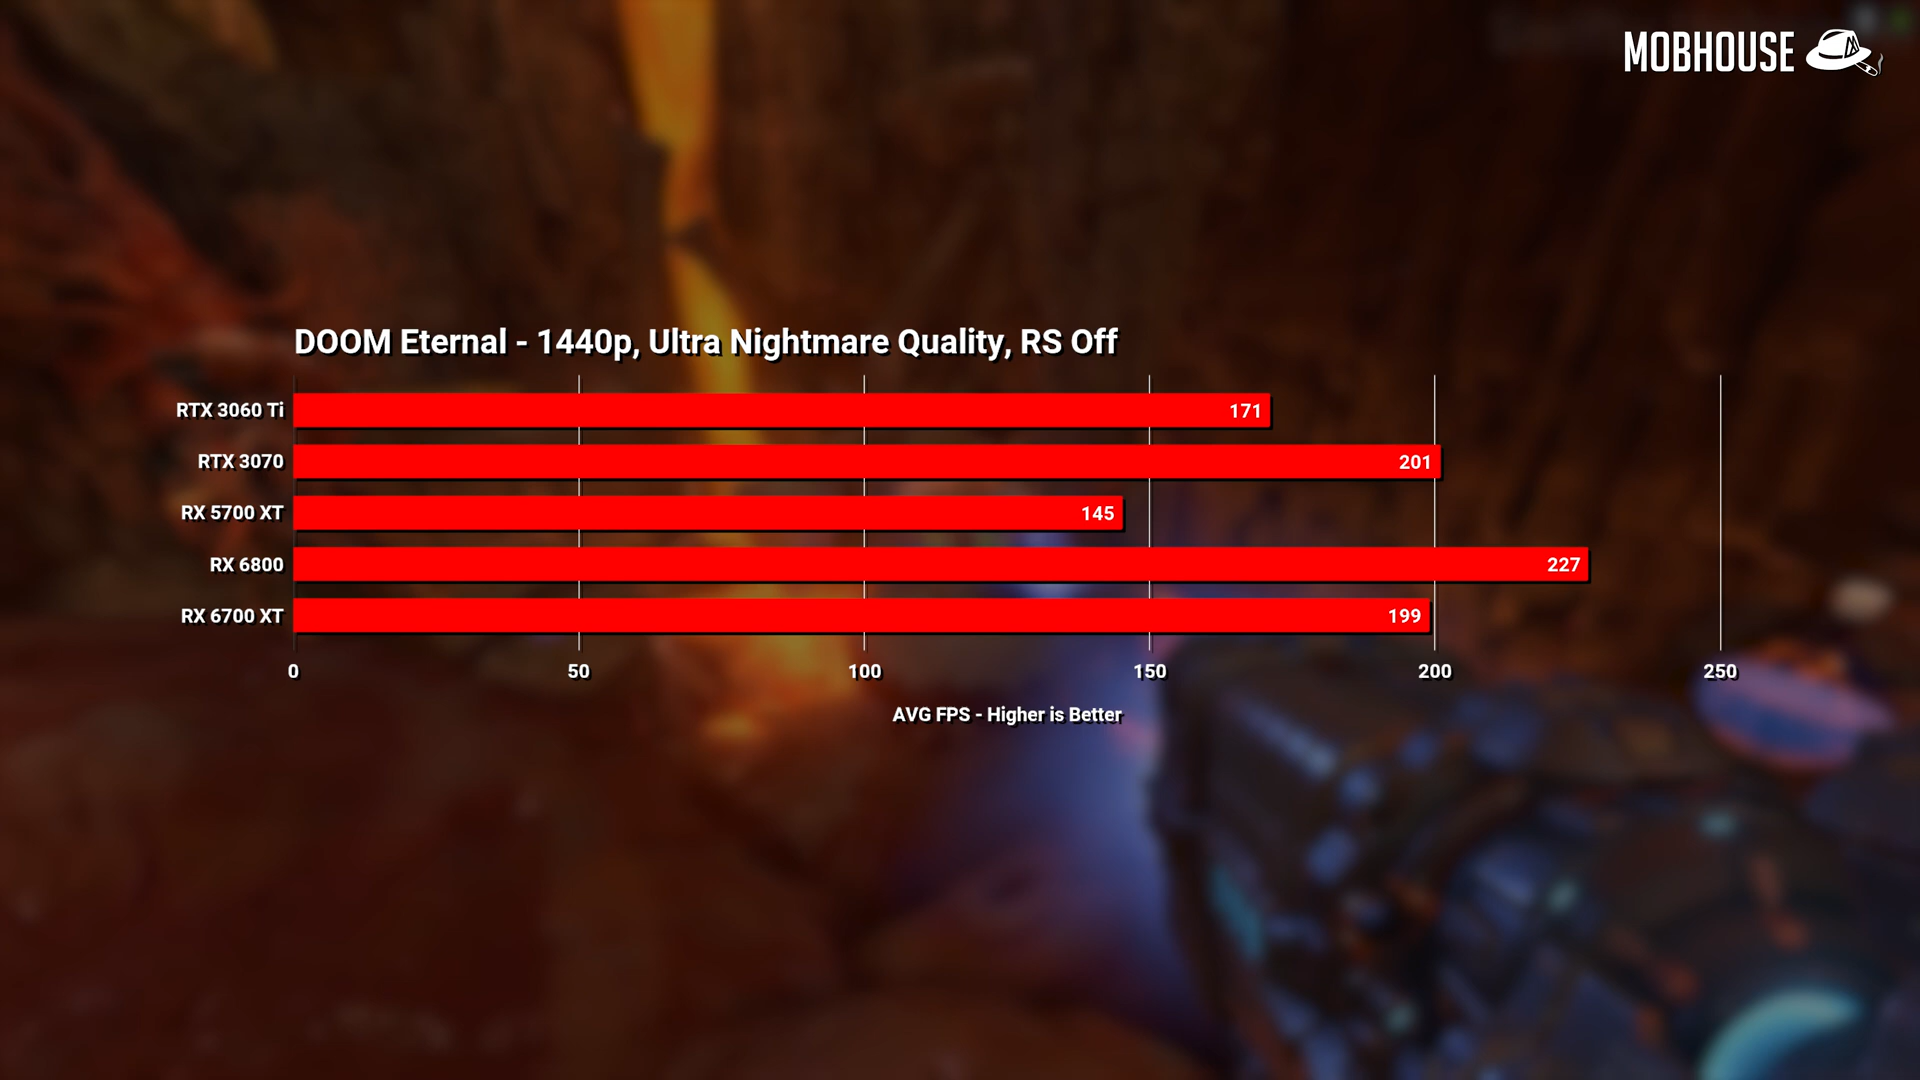 MOBHOUSE
DOOM Eternal - 1440p, Ultra Nightmare Quality, RS Off
RTX 3060 Ti 171
RTX 3070 201
RX 5700 XT 145
RX 6800 227
RX 6700 XT 199
0 50 100 150 200 250
AVG FPS - Higher is Better